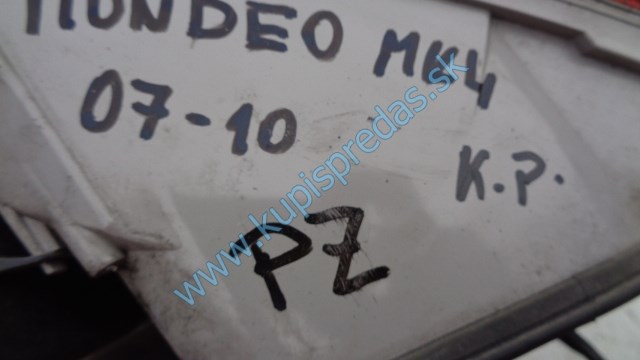 MONDEO MK4
07-10
K.P.
PZ
www.kupispredas.sk